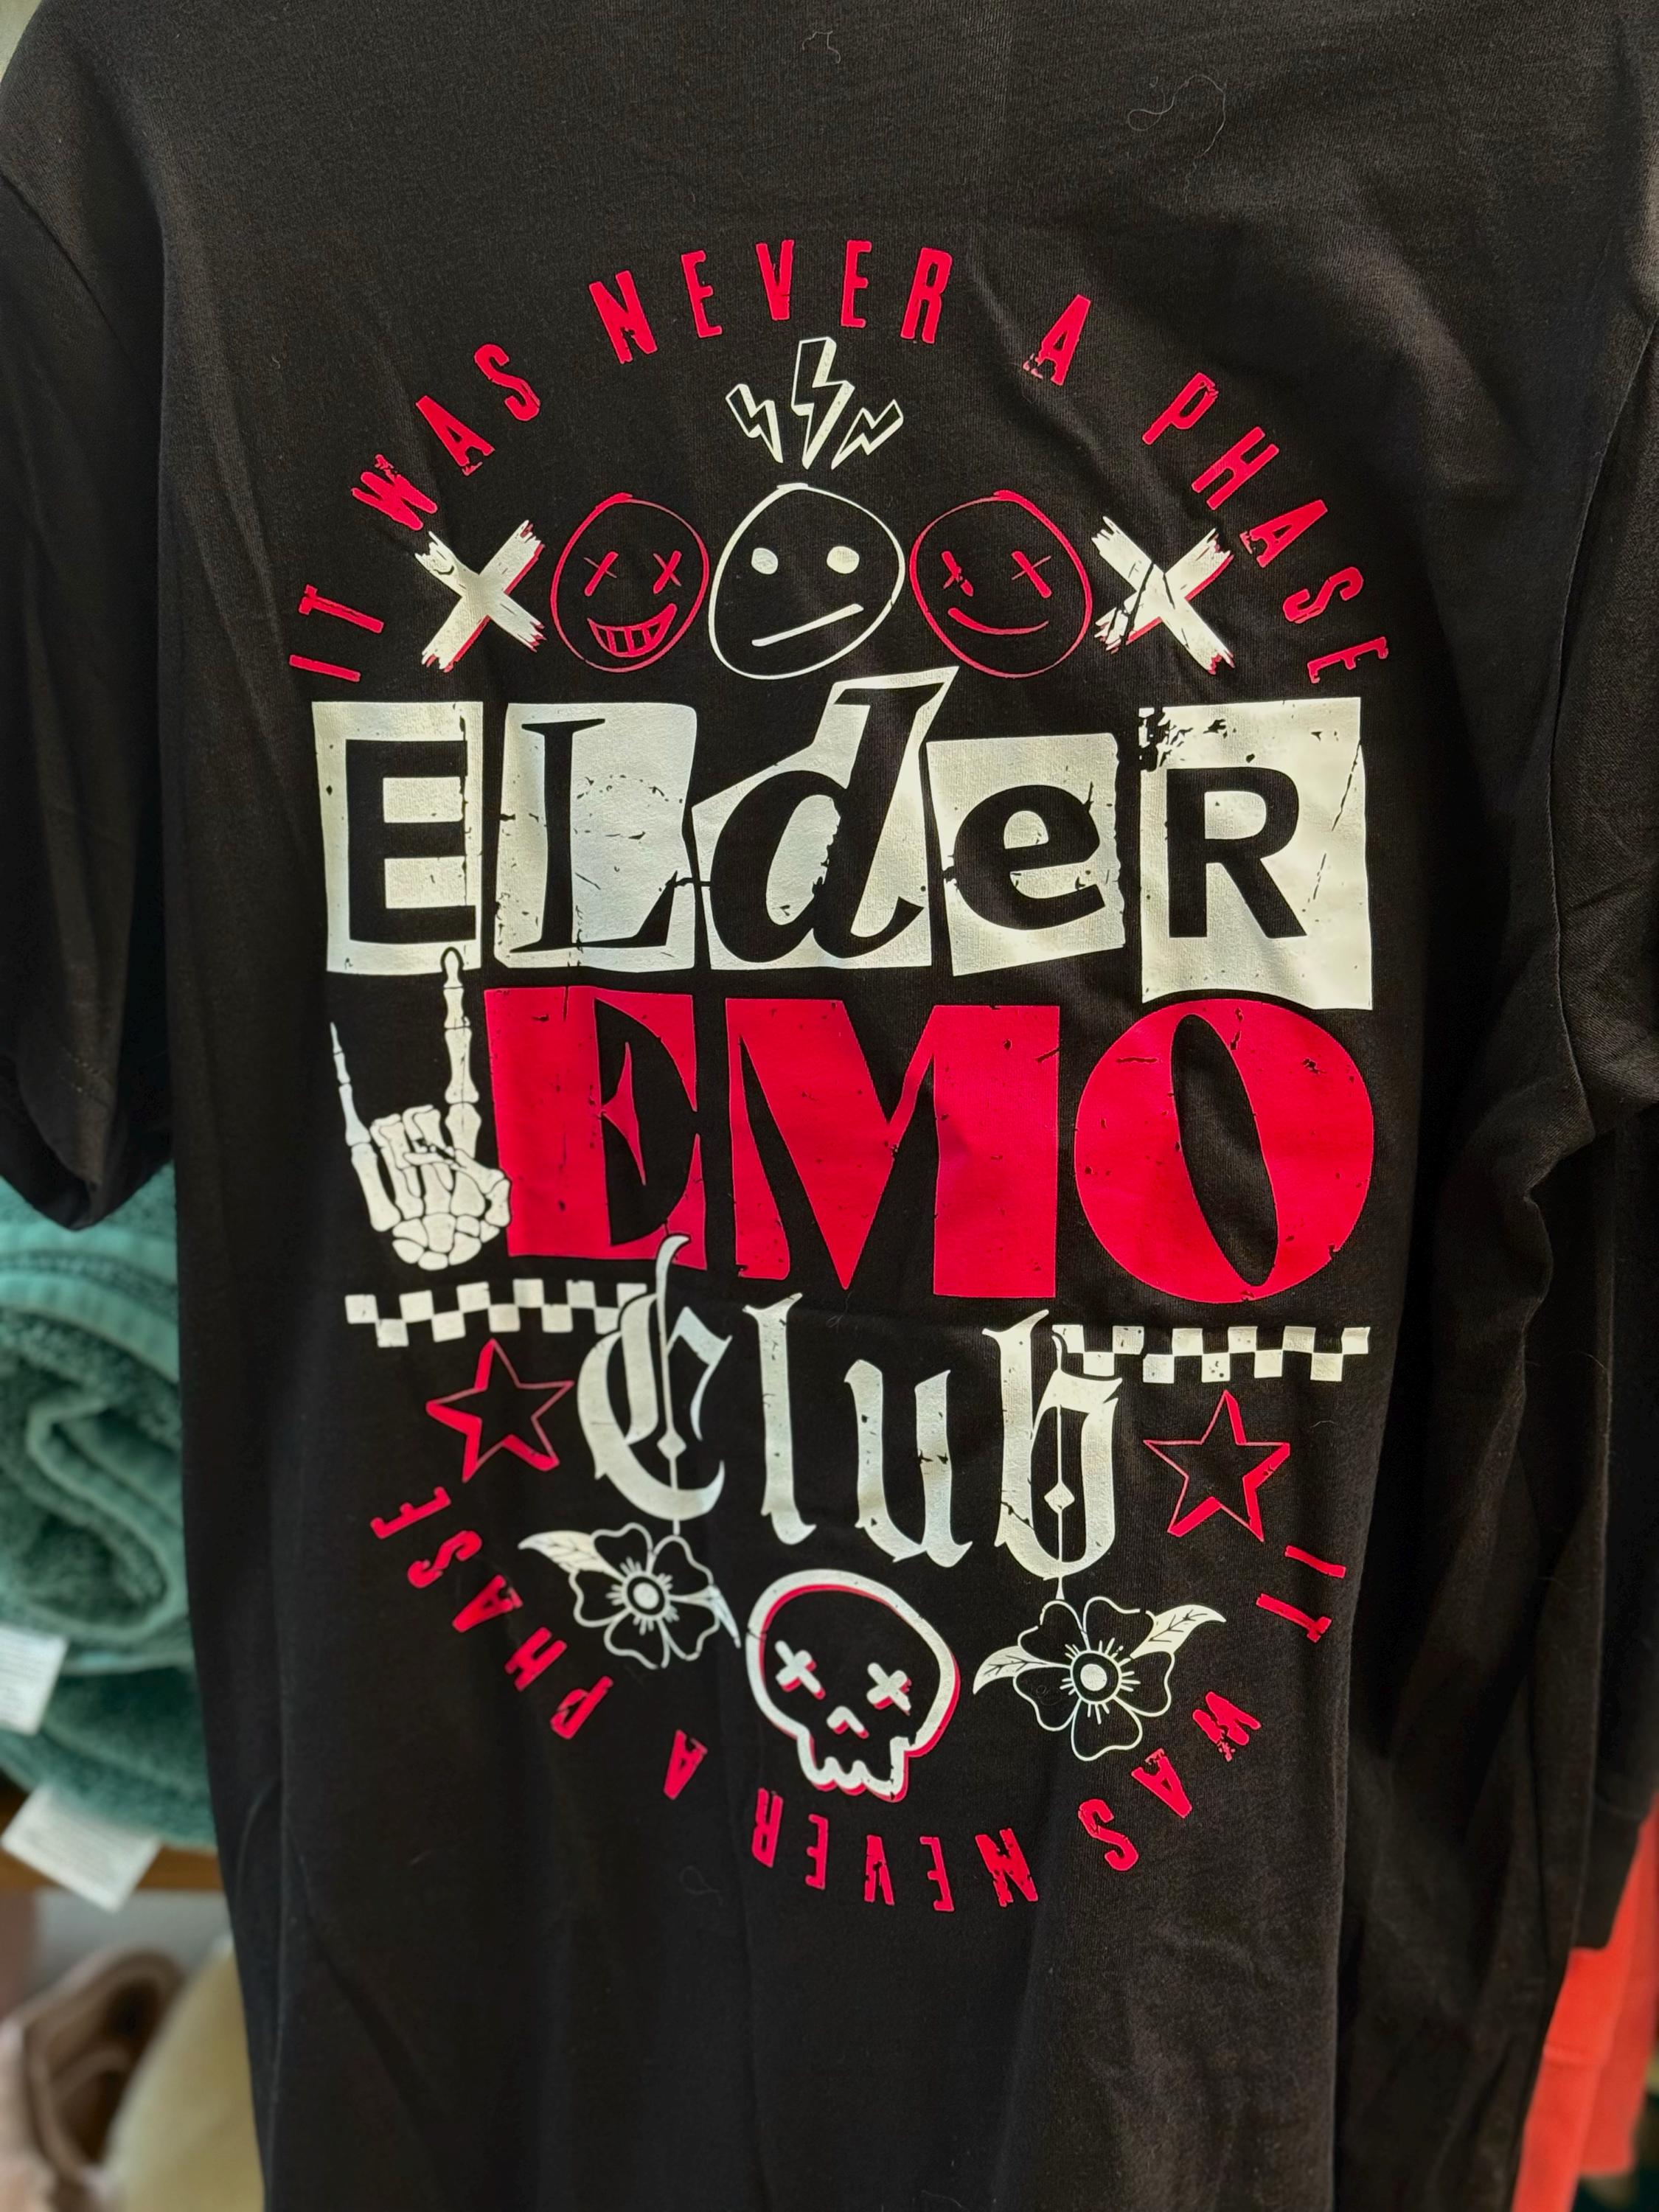 IT WAS NEVER A PHASE
ELdeR
EMO
Club
IT WAS NEVER A PHASE